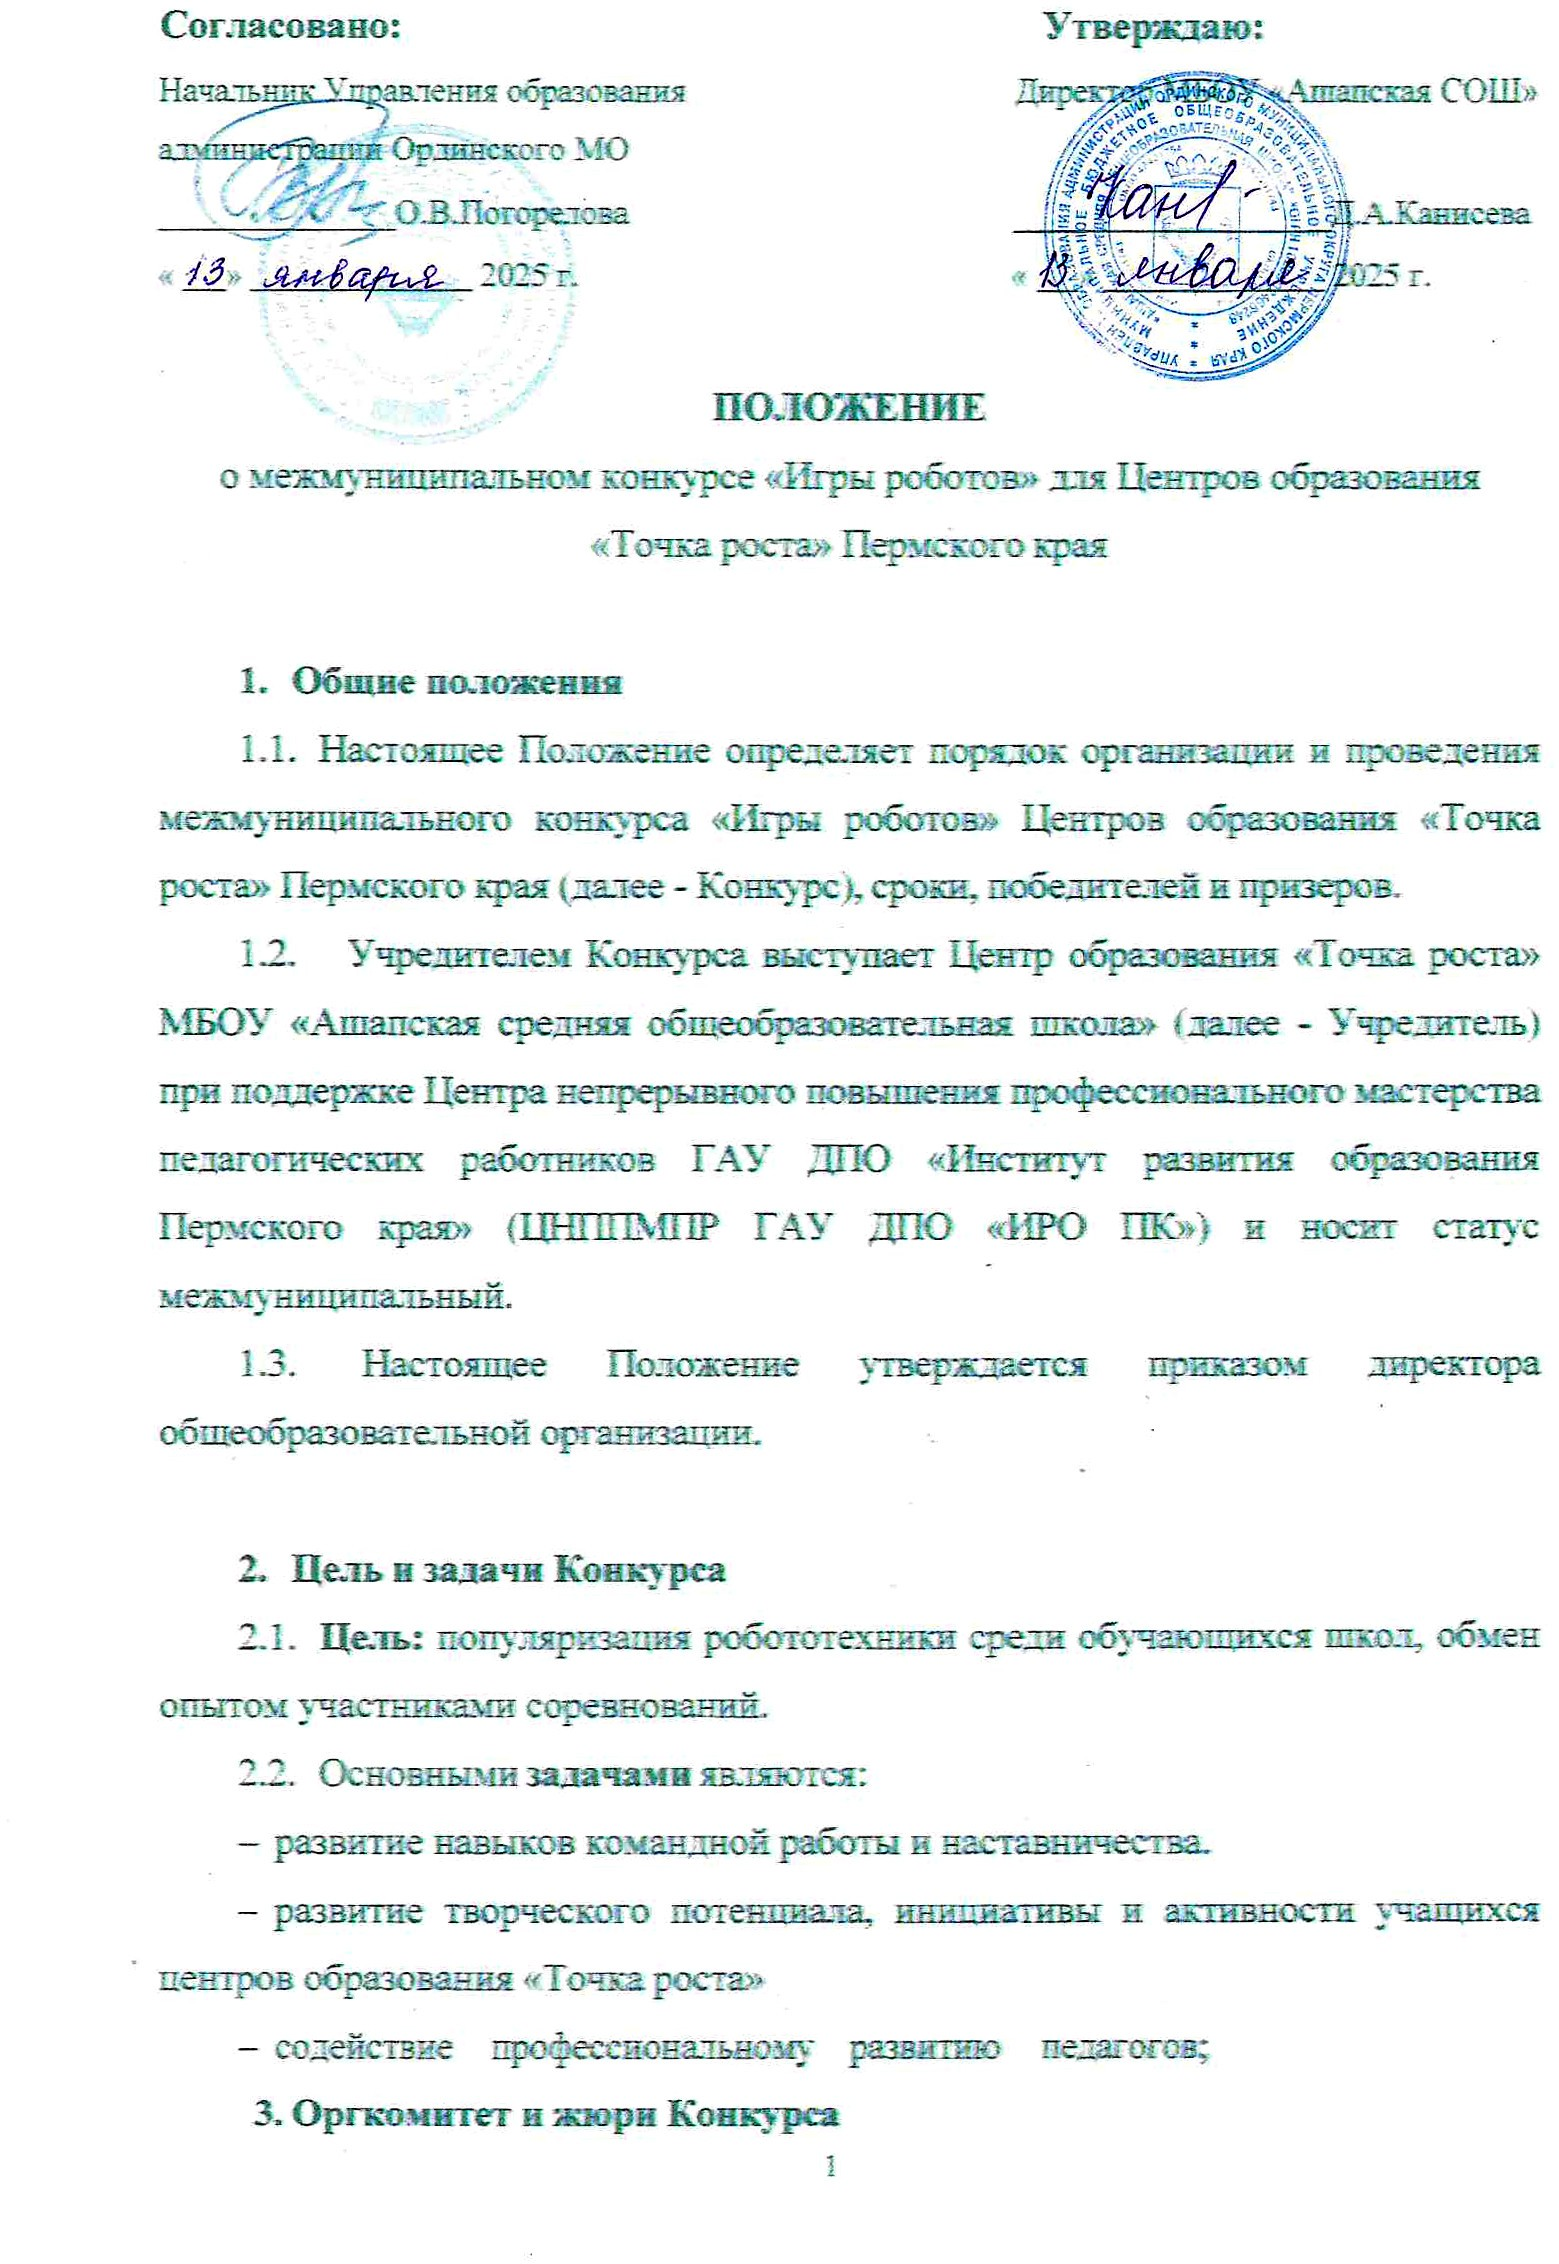 Согласовано: Утверждаю:
Начальник Управления образования Директор «Ашапская СОШ»
администрации Ординского МО
О.В.Погорелова Д.А.Канисева
« 13 » января 2025 г. « 13 » января 2025 г.
ПОЛОЖЕНИЕ
о межмуниципальном конкурсе «Игры роботов» для Центров образования
«Точка роста» Пермского края
1. Общие положения
1.1. Настоящее Положение определяет порядок организации и проведения
межмуниципального конкурса «Игры роботов» Центров образования «Точка
роста» Пермского края (далее - Конкурс), сроки, победителей и призеров.
1.2. Учредителем Конкурса выступает Центр образования «Точка роста»
МБОУ «Ашапская средняя общеобразовательная школа» (далее - Учредитель)
при поддержке Центра непрерывного повышения профессионального мастерства
педагогических работников ГАУ ДПО «Институт развития образования
Пермского края» (ЦНППМПР ГАУ ДПО «ИРО ПК») и носит статус
межмуниципальный.
1.3. Настоящее Положение утверждается приказом директора
общеобразовательной организации.
2. Цель и задачи Конкурса
2.1. Цель: популяризация робототехники среди обучающихся школ, обмен
опытом участниками соревнований.
2.2. Основными задачами являются:
– развитие навыков командной работы и наставничества.
– развитие творческого потенциала, инициативы и активности учащихся
центров образования «Точка роста»
– содействие профессиональному развитию педагогов;
3. Оргкомитет и жюри Конкурса
1